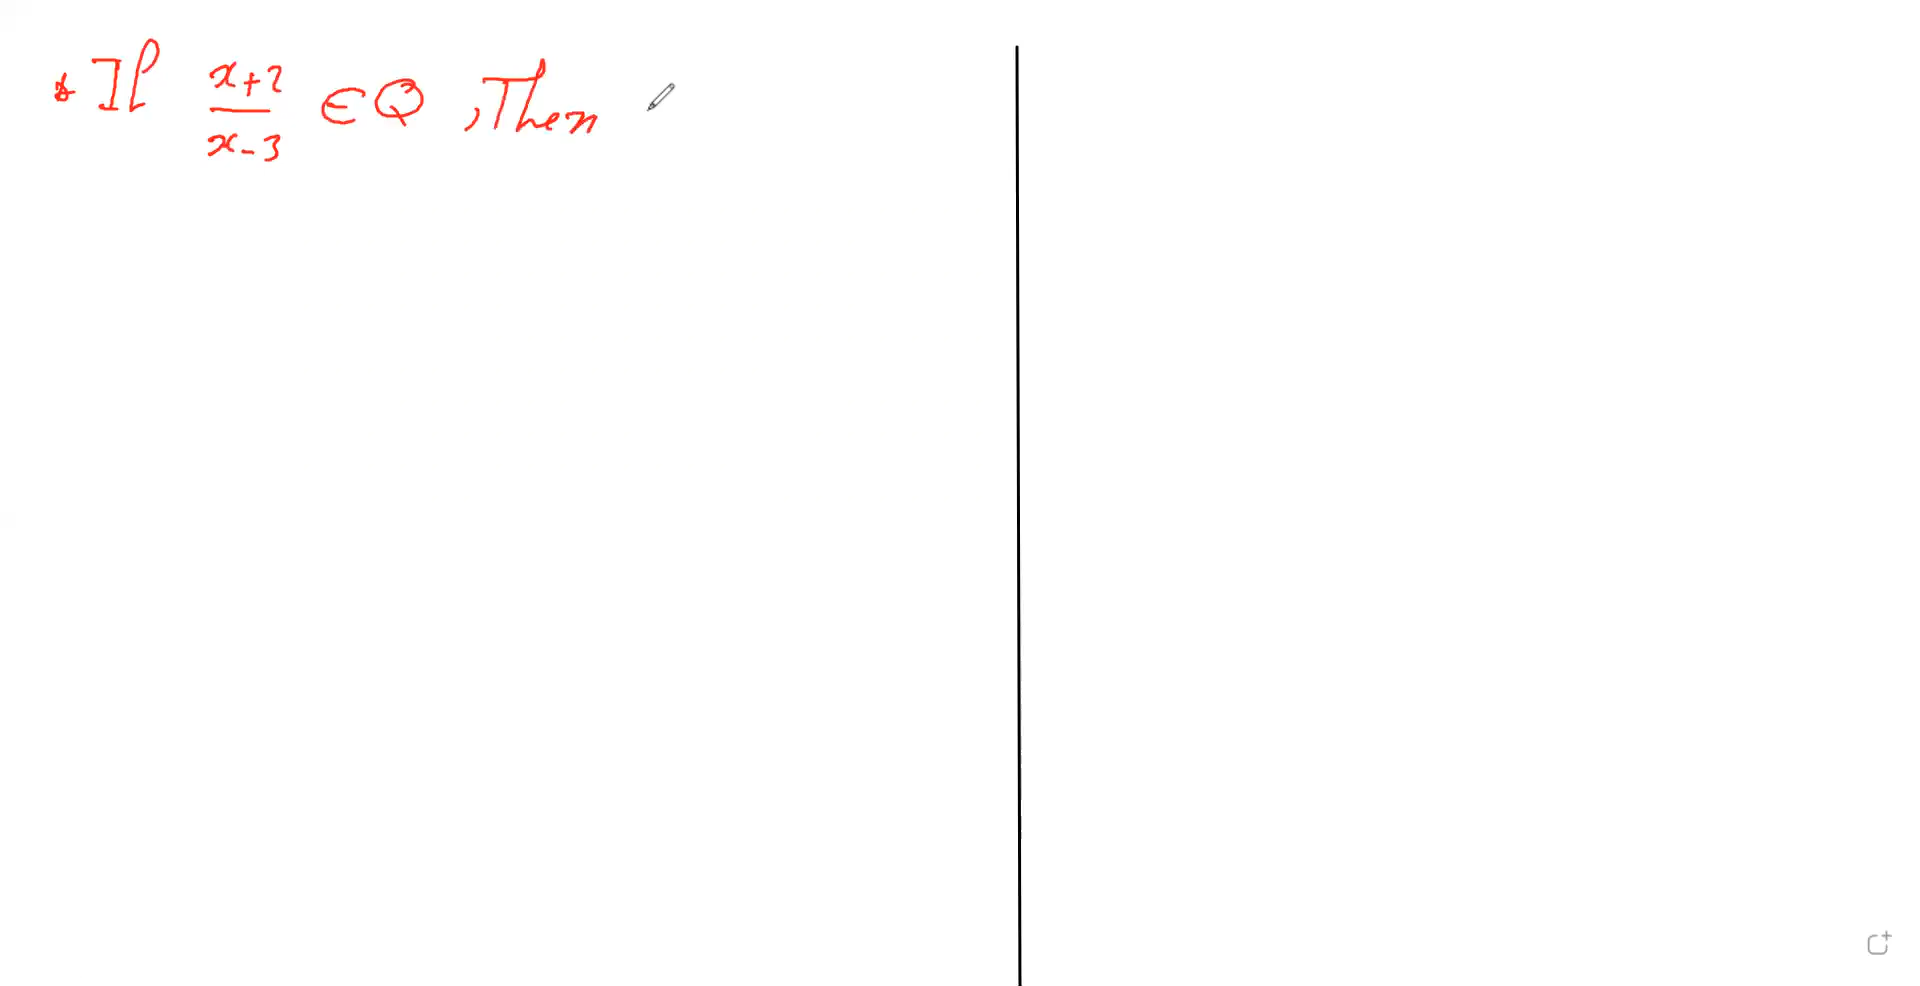 * If x+2/x-3 ∈ Q , Then